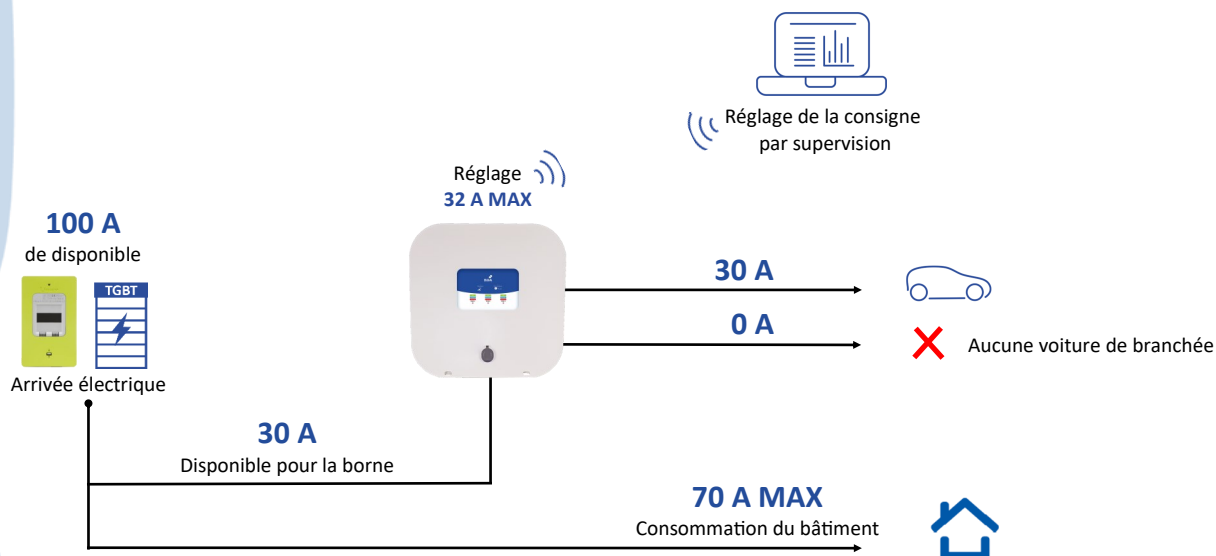 Réglage de la consigne
par supervision
Réglage
32 A MAX
100 A
de disponible
TGBT
Arrivée électrique
30 A
0 A
Aucune voiture de branchée
30 A
Disponible pour la borne
70 A MAX
Consommation du bâtiment